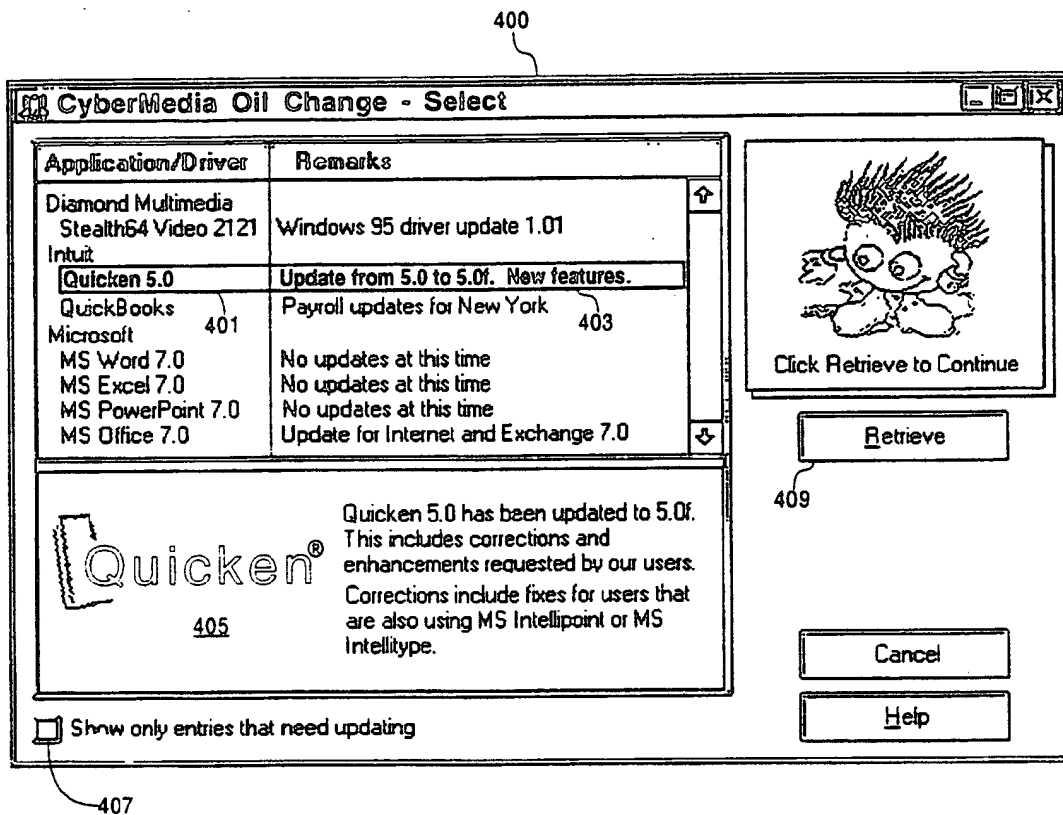 400
CyberMedia Oil Change - Select
Application/Driver Remarks
Diamond Multimedia
Stealth64 Video 2121 Windows 95 driver update 1.01
Intuit
Quicken 5.0 Update from 5.0 to 5.0f. New features.
QuickBooks Payroll updates for New York
401 403
Microsoft
MS Word 7.0 No updates at this time
MS Excel 7.0 No updates at this time
MS PowerPoint 7.0 No updates at this time
MS Office 7.0 Update for Internet and Exchange 7.0
Click Retrieve to Continue
Retrieve
409
Quicken®
405
Quicken 5.0 has been updated to 5.0f.
This includes corrections and
enhancements requested by our users.
Corrections include fixes for users that
are also using MS Intellipoint or MS
Intellitype.
Cancel
Help
Show only entries that need updating
407